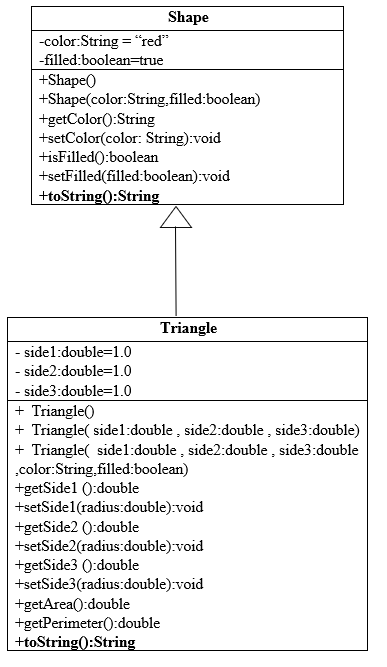 Shape
-color:String = “red”
-filled:boolean=true
+Shape()
+Shape(color:String,filled:boolean)
+getColor():String
+setColor(color: String):void
+isFilled():boolean
+setFilled(filled:boolean):void
+toString():String
Triangle
- side1:double=1.0
- side2:double=1.0
- side3:double=1.0
+ Triangle()
+ Triangle( side1:double , side2:double , side3:double)
+ Triangle( side1:double , side2:double , side3:double
,color:String,filled:boolean)
+getSide1 ():double
+setSide1(radius:double):void
+getSide2 ():double
+setSide2(radius:double):void
+getSide3 ():double
+setSide3(radius:double):void
+getArea():double
+getPerimeter():double
+toString():String